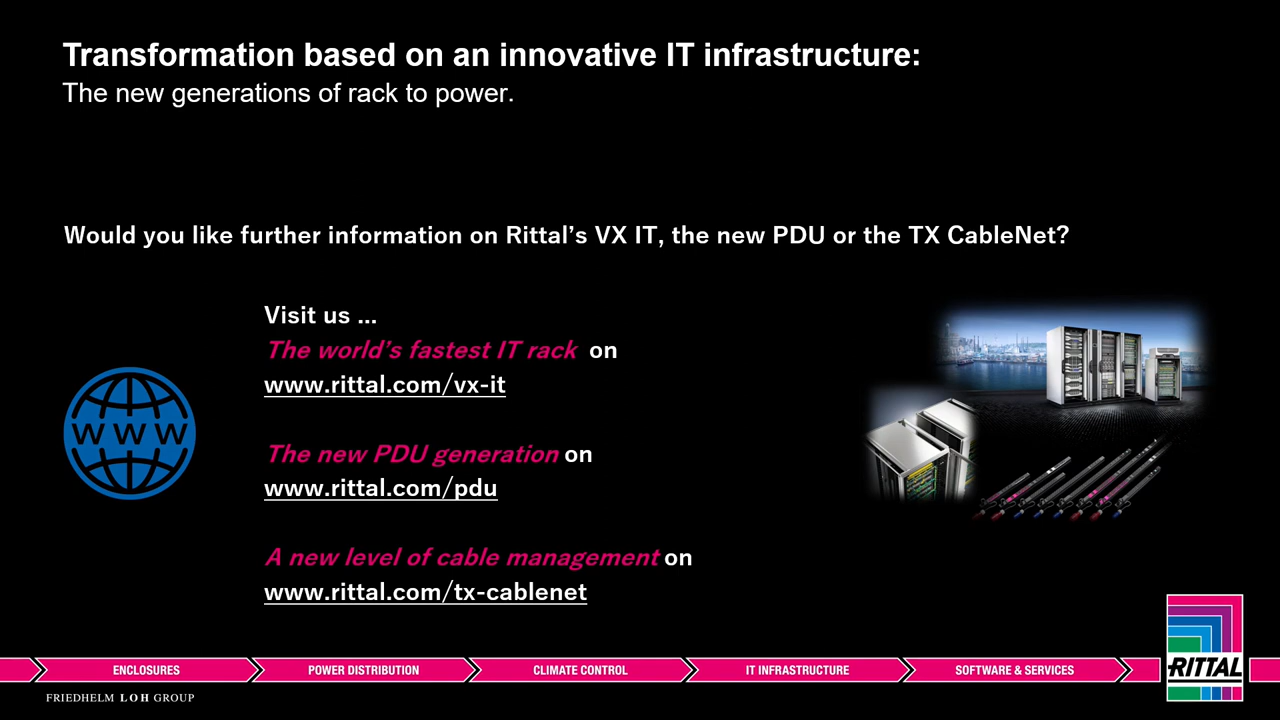 Transformation based on an innovative IT infrastructure:
The new generations of rack to power.
Would you like further information on Rittal’s VX IT, the new PDU or the TX CableNet?
Visit us ...
The world’s fastest IT rack on
www.rittal.com/vx-it
WWW
The new PDU generation on
www.rittal.com/pdu
A new level of cable management on
www.rittal.com/tx-cablenet
ENCLOSURES
POWER DISTRIBUTION
CLIMATE CONTROL
IT INFRASTRUCTURE
SOFTWARE & SERVICES
RITTAL
FRIEDHELM LOH GROUP